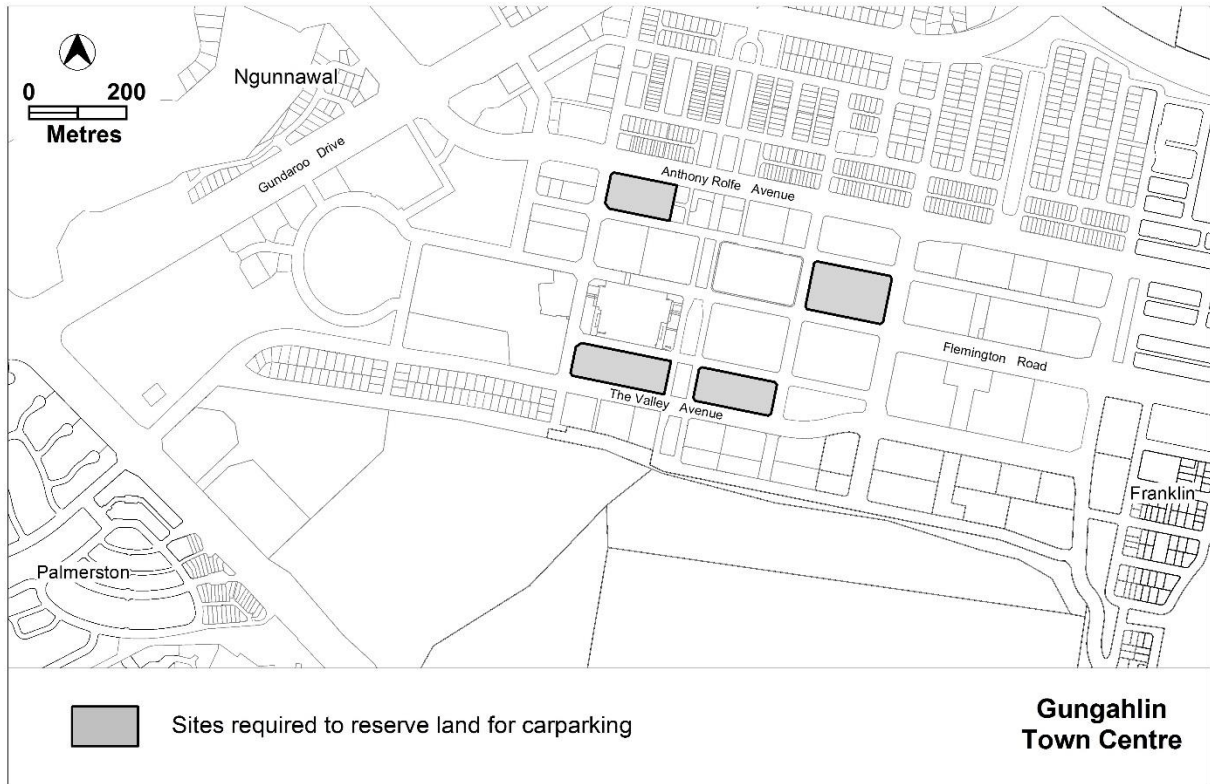 Ngunnawal
0 200
Metres
Gundaroo Drive
Anthony Rolfe Avenue
Flemington Road
The Valley Avenue
Franklin
Palmerston
Sites required to reserve land for carparking
Gungahlin
Town Centre